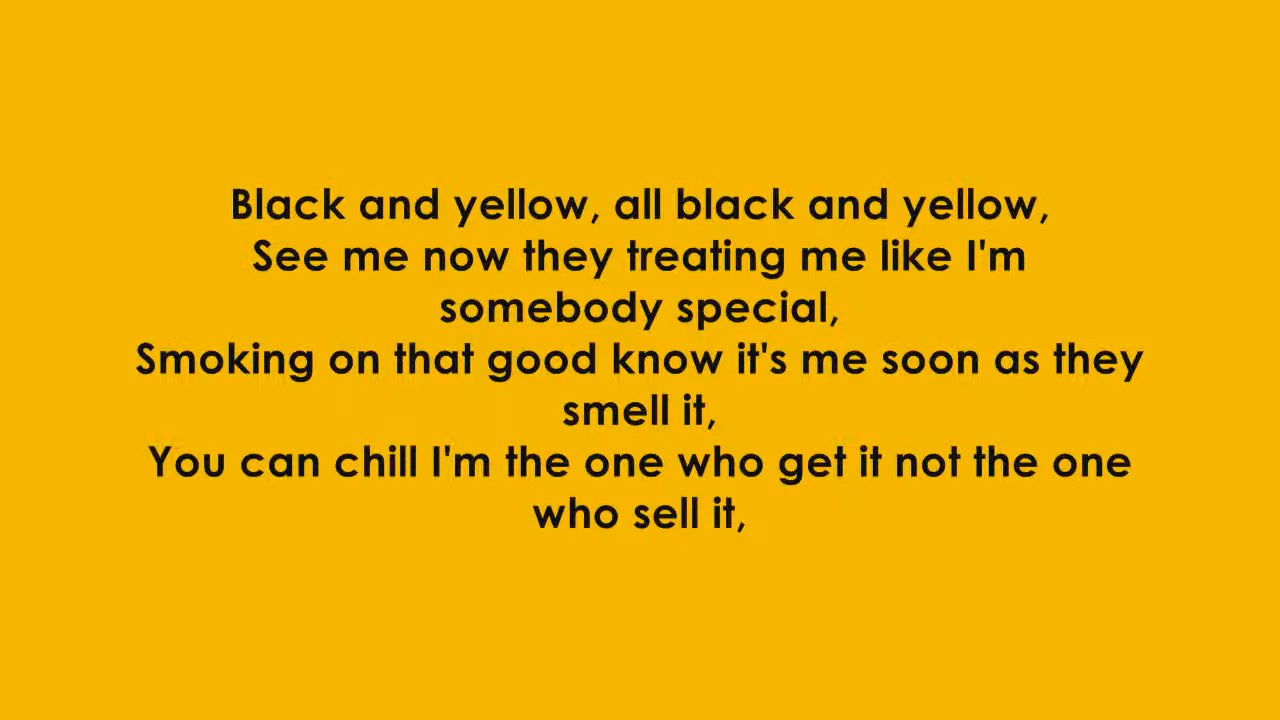 Black and yellow, all black and yellow,
See me now they treating me like I'm
somebody special,
Smoking on that good know it's me soon as they
smell it,
You can chill I'm the one who get it not the one
who sell it,